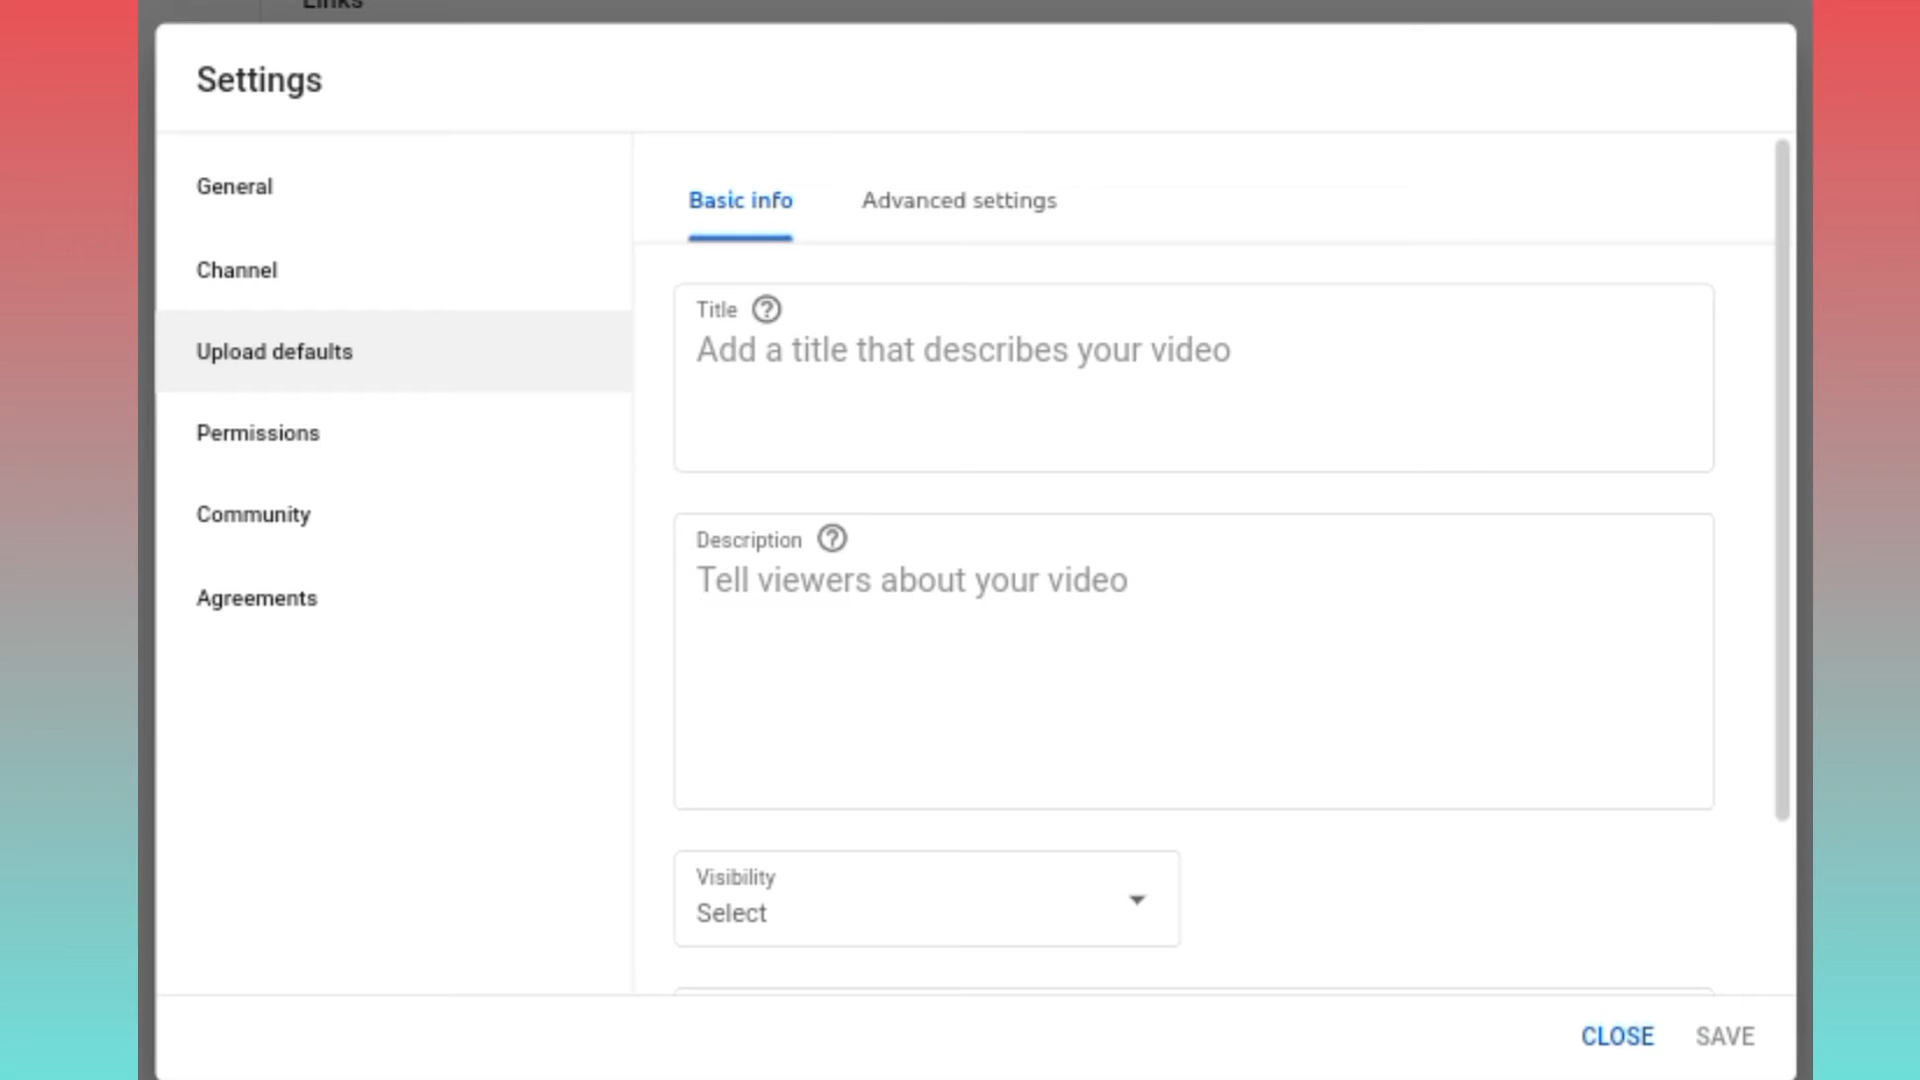 Links
Settings
General
Channel
Upload defaults
Permissions
Community
Agreements
Basic info
Advanced settings
Title
Add a title that describes your video
Description
Tell viewers about your video
Visibility
Select
CLOSE
SAVE